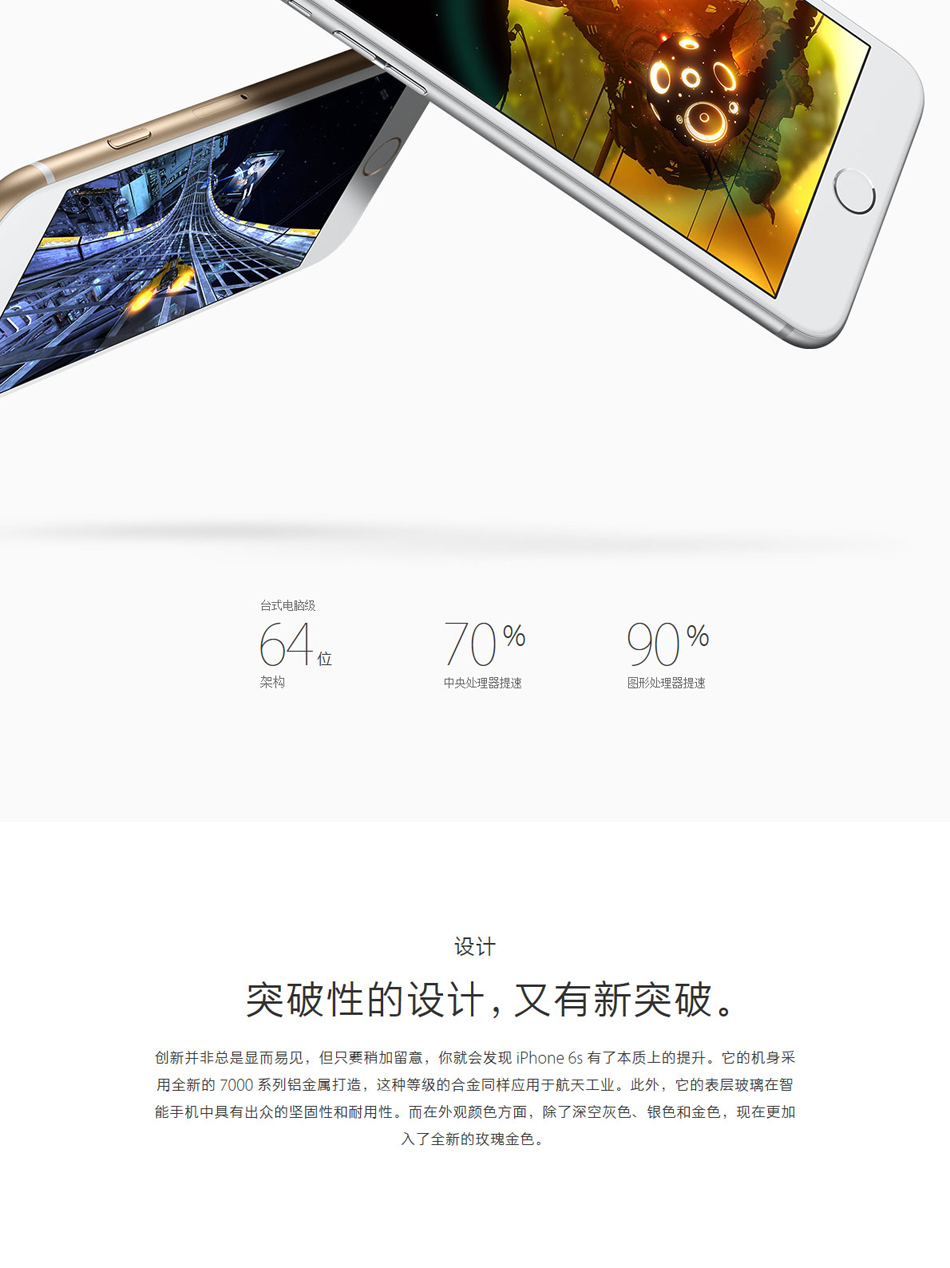 台式电脑级
64位
架构
70%
中央处理器提速
90%
图形处理器提速
设计
突破性的设计，又有新突破。
创新并非总是显而易见，但只要稍加留意，你就会发现 iPhone 6s 有了本质上的提升。它的机身采
用全新的 7000 系列铝金属打造，这种等级的合金同样应用于航天工业。此外，它的表层玻璃在智
能手机中具有出众的坚固性和耐用性。而在外观颜色方面，除了深空灰色、银色和金色，现在更加
入了全新的玫瑰金色。